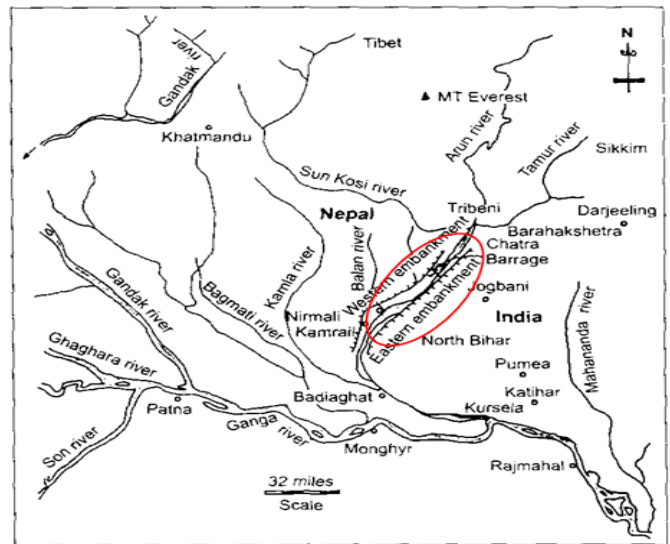 Tibet
N
Gandak
river
MT Everest
Khatmandu
Arun river
Tamur river
Sikkim
Sun Kosi river
Nepal
Tribeni
Darjeeling
Barahakshetra
Chatra
Barrage
Western embankment
Balan river
Kamla river
Bagmati river
Gandak river
Jogbani
Nirmali
Kamrail
Eastern embankment
India
North Bihar
Mahananda river
Ghaghara river
Purnea
Katihar
Badiaghat
Kursela
Patna
Ganga
river
Monghyr
Son river
Rajmahal
32 miles
Scale